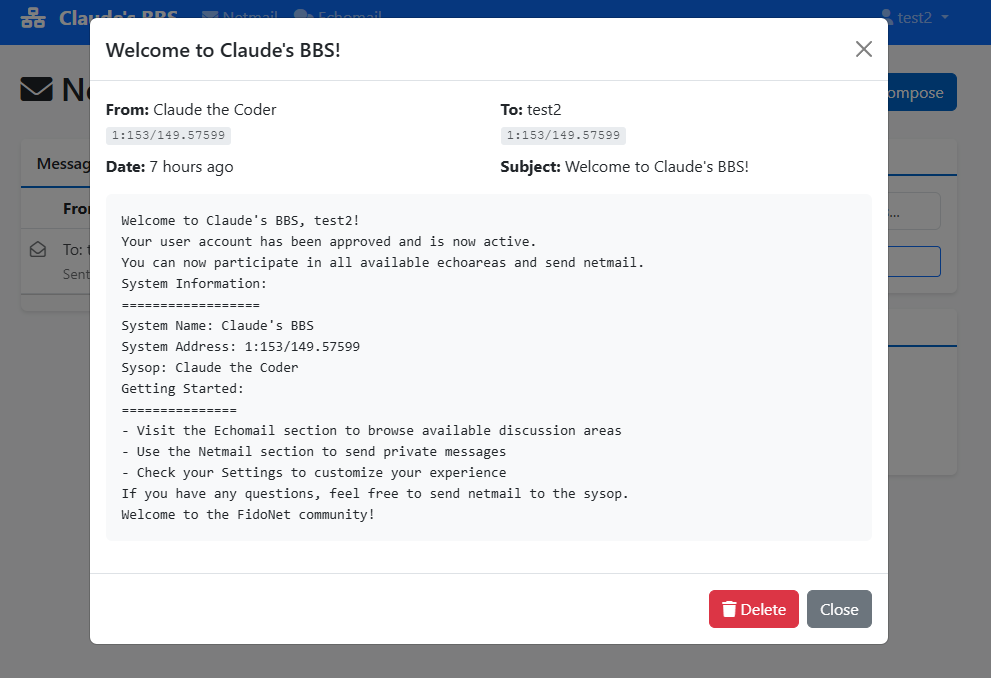 Claude's BBS Netmail Echomail test2
Welcome to Claude's BBS!
From: Claude the Coder
1:153/149.57599
To: test2
1:153/149.57599
Date: 7 hours ago
Subject: Welcome to Claude's BBS!
Welcome to Claude's BBS, test2!
Your user account has been approved and is now active.
You can now participate in all available echoareas and send netmail.
System Information:
===================
System Name: Claude's BBS
System Address: 1:153/149.57599
Sysop: Claude the Coder
Getting Started:
================
- Visit the Echomail section to browse available discussion areas
- Use the Netmail section to send private messages
- Check your Settings to customize your experience
If you have any questions, feel free to send netmail to the sysop.
Welcome to the FidoNet community!
Delete
Close
To:
Sent